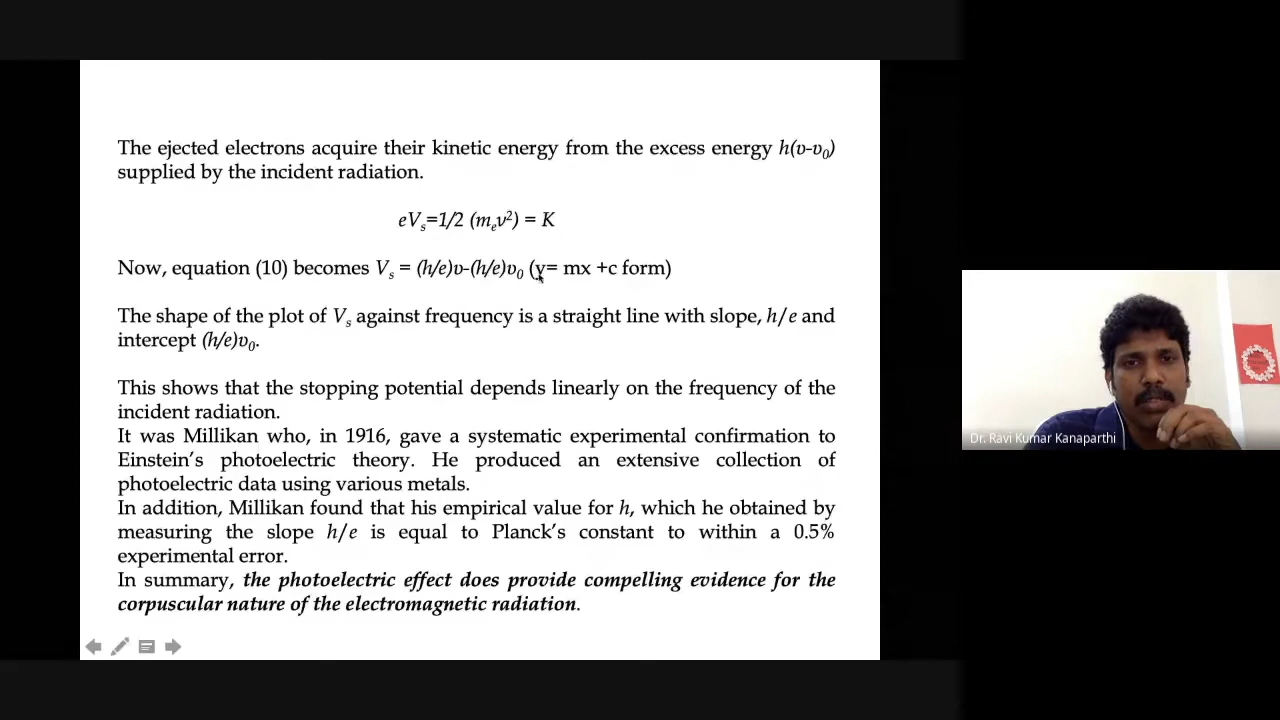 The ejected electrons acquire their kinetic energy from the excess energy h(υ-υ₀)
supplied by the incident radiation.
eVₛ=1/2 (mₑv²) = K
Now, equation (10) becomes Vₛ = (h/e)υ-(h/e)υ₀ (y= mx +c form)
The shape of the plot of Vₛ against frequency is a straight line with slope, h/e and
intercept (h/e)υ₀.
This shows that the stopping potential depends linearly on the frequency of the
incident radiation.
It was Millikan who, in 1916, gave a systematic experimental confirmation to
Einstein’s photoelectric theory. He produced an extensive collection of
photoelectric data using various metals.
In addition, Millikan found that his empirical value for h, which he obtained by
measuring the slope h/e is equal to Planck’s constant to within a 0.5%
experimental error.
In summary, the photoelectric effect does provide compelling evidence for the
corpuscular nature of the electromagnetic radiation.
Dr. Ravi Kumar Kanaparthi